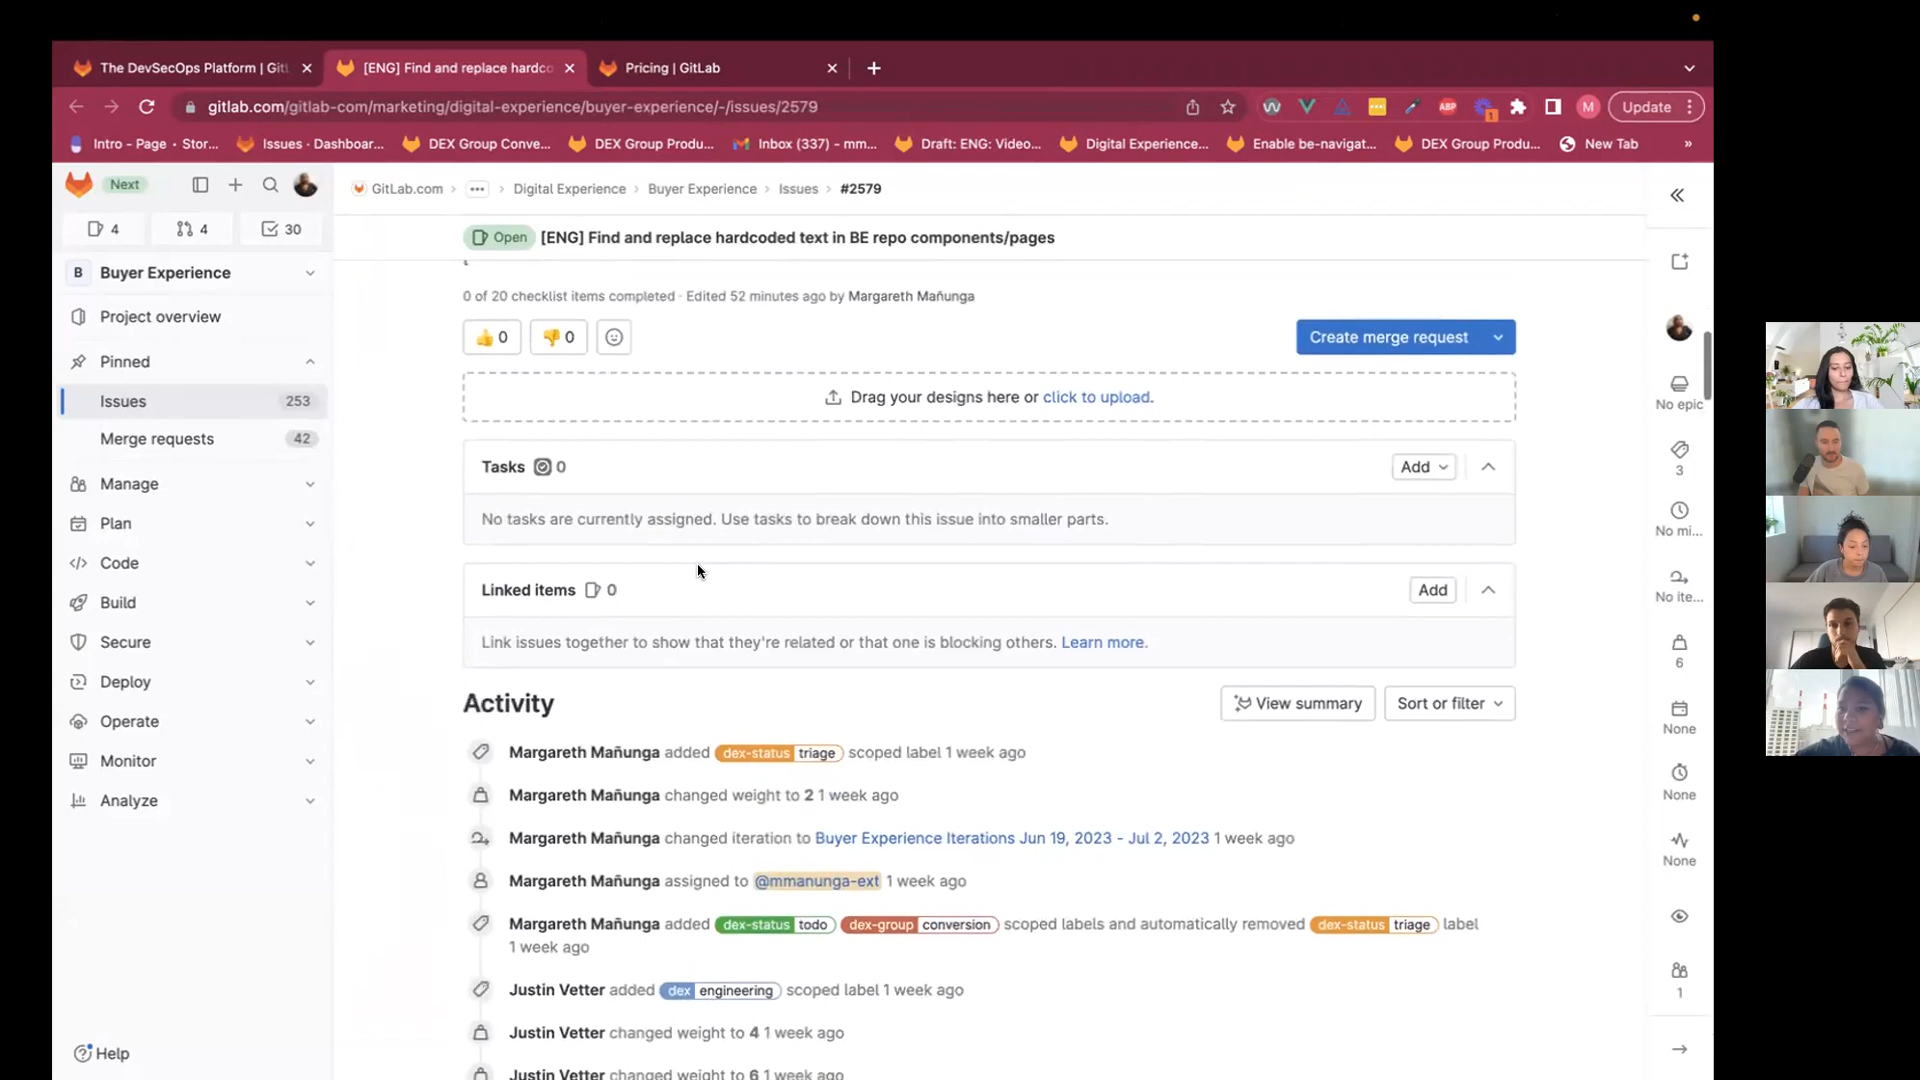 The DevSecOps Platform | Gitl
[ENG] Find and replace hardco
Pricing | GitLab
gitlab.com/gitlab-com/marketing/digital-experience/buyer-experience/-/issues/2579
ABP
1
M
Update
Intro - Page · Stor...
Issues · Dashboar...
DEX Group Conve...
DEX Group Produ...
Inbox (337) - mm...
Draft: ENG: Video...
Digital Experience...
Enable be-navigat...
DEX Group Produ...
New Tab
»
Next
4
4
30
B Buyer Experience
Project overview
Pinned
Issues 253
Merge requests 42
Manage
Plan
Code
Build
Secure
Deploy
Operate
Monitor
Analyze
Help
GitLab.com › ··· › Digital Experience › Buyer Experience › Issues › #2579
Open [ENG] Find and replace hardcoded text in BE repo components/pages
0 of 20 checklist items completed · Edited 52 minutes ago by Margareth Mañunga
👍 0 👎 0
Create merge request
Drag your designs here or click to upload.
Tasks 0 Add
No tasks are currently assigned. Use tasks to break down this issue into smaller parts.
Linked items 0 Add
Link issues together to show that they're related or that one is blocking others. Learn more.
Activity View summary Sort or filter
Margareth Mañunga added dex-status triage scoped label 1 week ago
Margareth Mañunga changed weight to 2 1 week ago
Margareth Mañunga changed iteration to Buyer Experience Iterations Jun 19, 2023 - Jul 2, 2023 1 week ago
Margareth Mañunga assigned to @mmanunga-ext 1 week ago
Margareth Mañunga added dex-status todo dex-group conversion scoped labels and automatically removed dex-status triage label
1 week ago
Justin Vetter added dex engineering scoped label 1 week ago
Justin Vetter changed weight to 4 1 week ago
Justin Vetter changed weight to 6 1 week ago
No epic
3
No mi...
No ite...
6
None
None
None
1